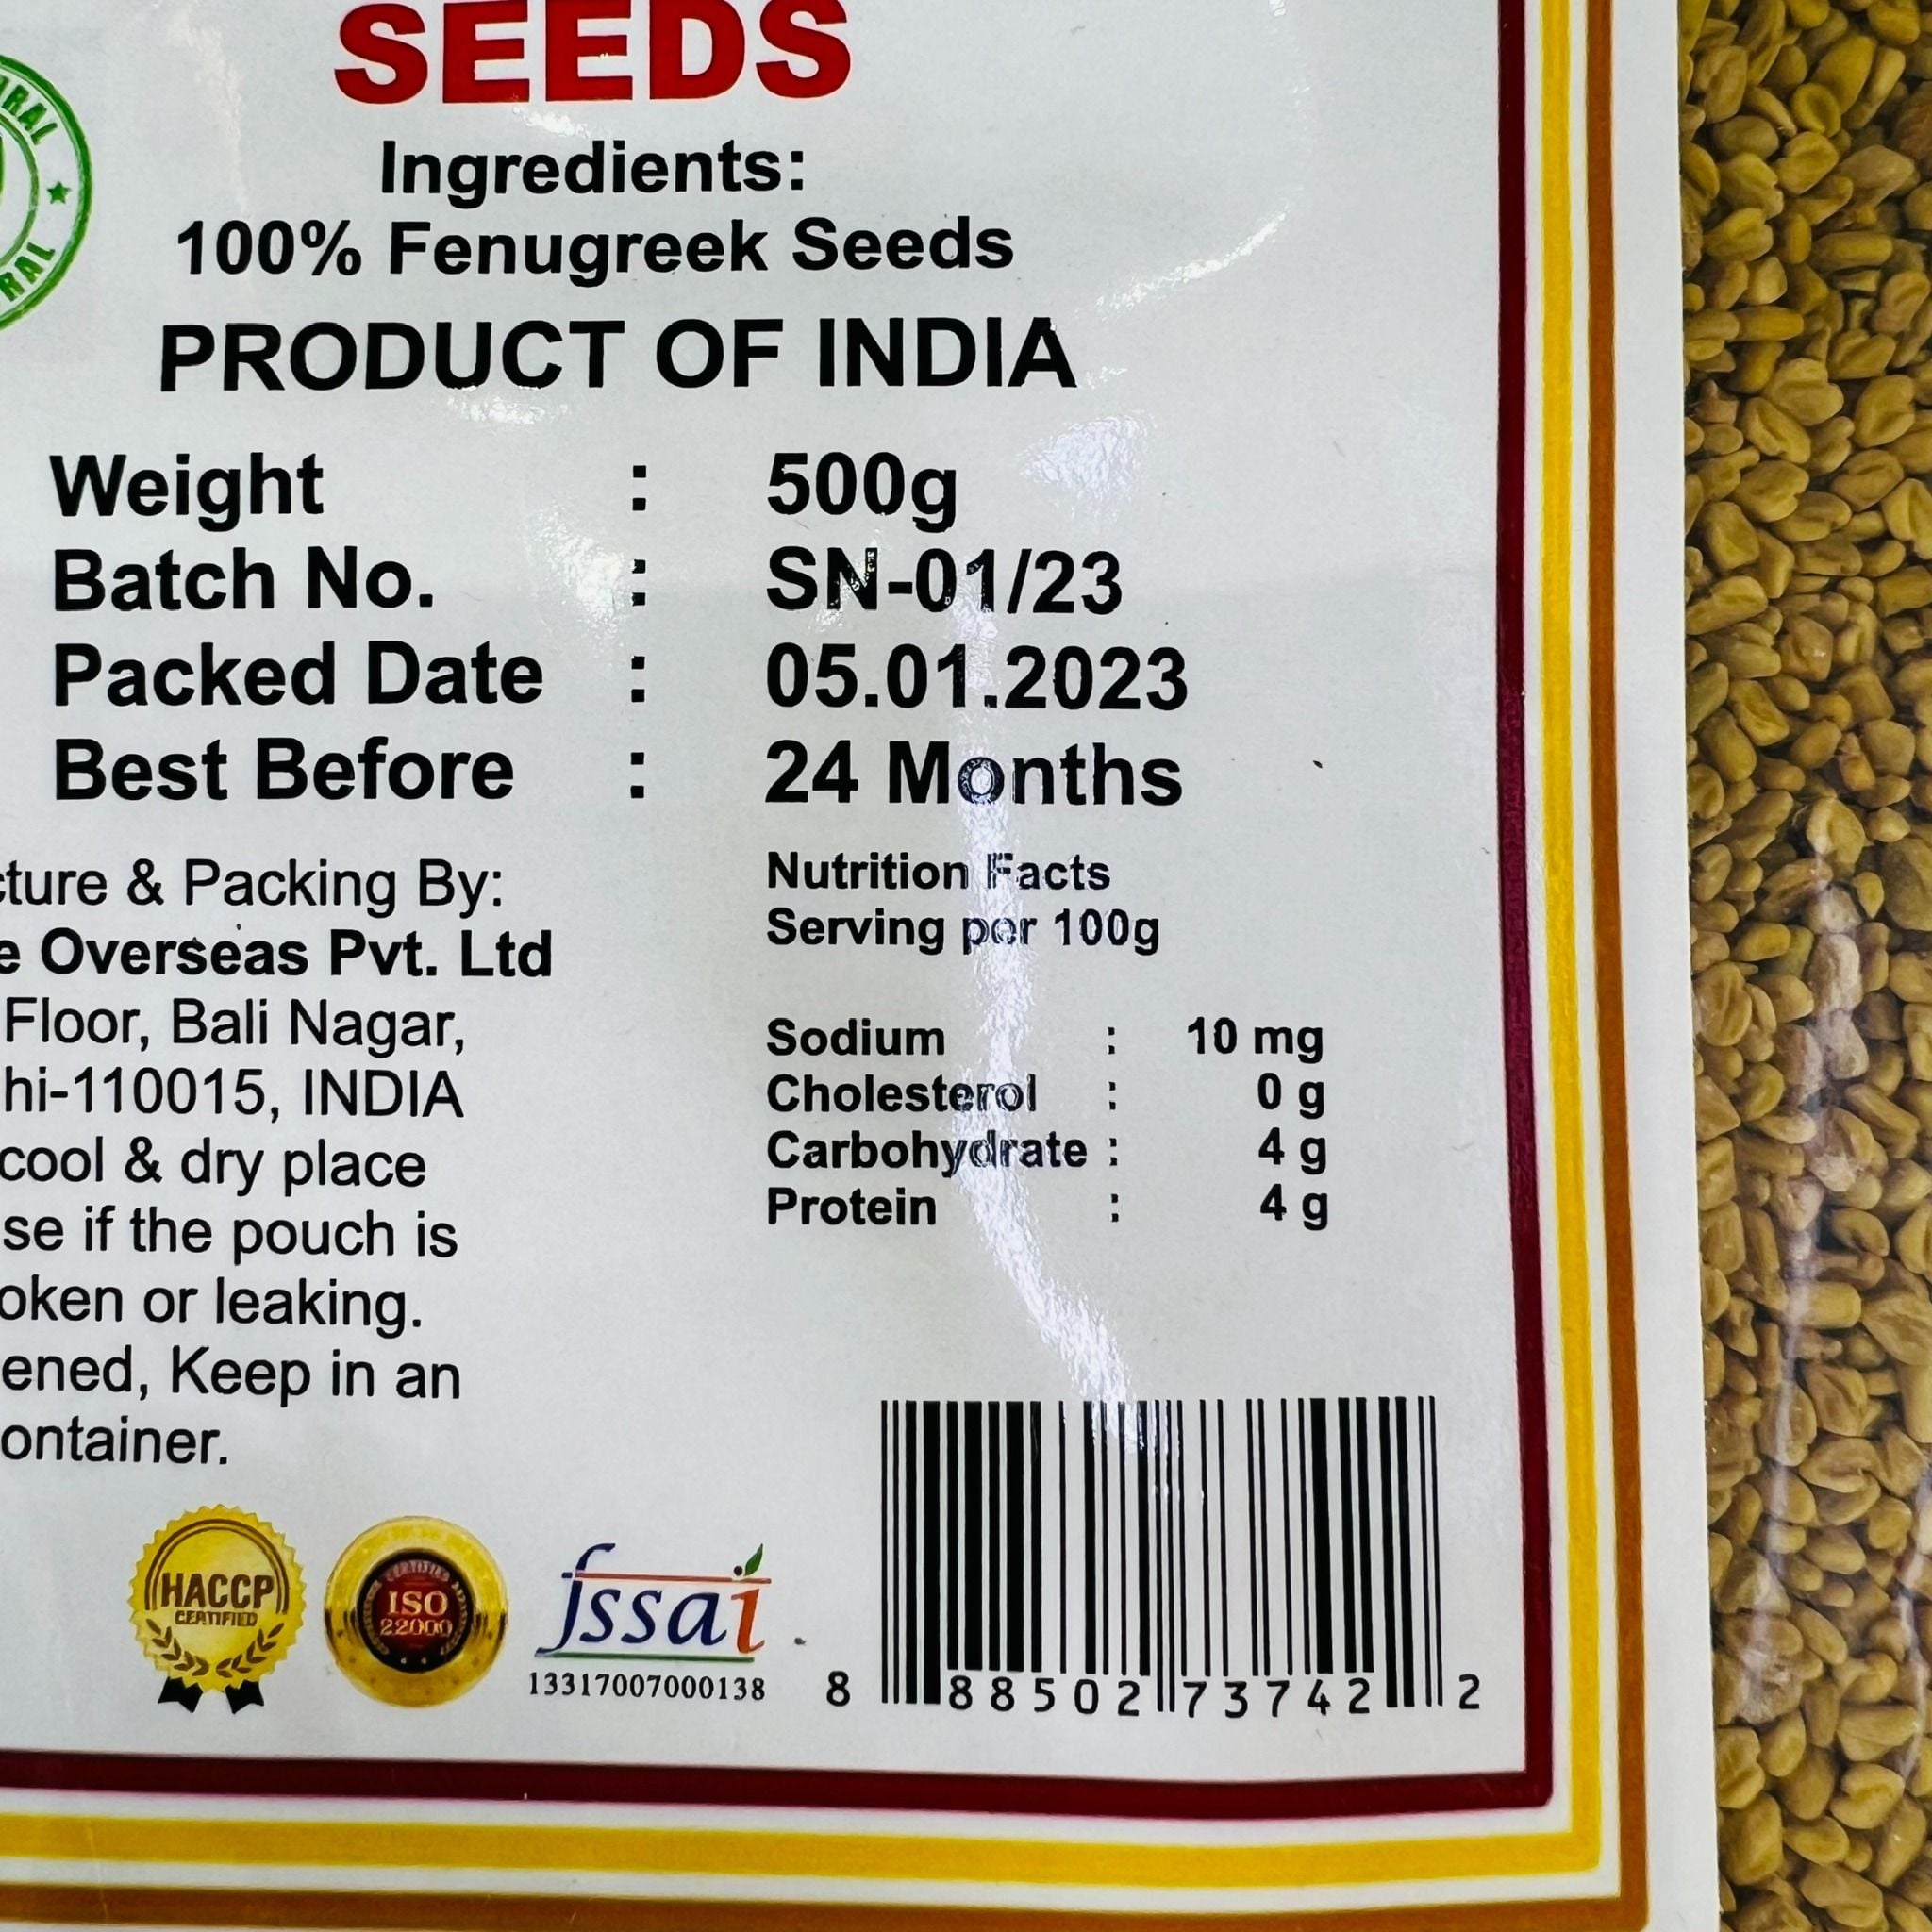 SEEDS
Ingredients:
100% Fenugreek Seeds
PRODUCT OF INDIA
Weight : 500g
Batch No. : SN-01/23
Packed Date : 05.01.2023
Best Before : 24 Months
cture & Packing By:
e Overseas Pvt. Ltd
Floor, Bali Nagar,
hi-110015, INDIA
cool & dry place
se if the pouch is
oken or leaking.
ened, Keep in an
ontainer.
Nutrition Facts
Serving per 100g
Sodium : 10 mg
Cholesterol : 0 g
Carbohydrate : 4 g
Protein : 4 g
HACCP
CERTIFIED
ISO
22000
fssai
13317007000138
8 88502 73742 2